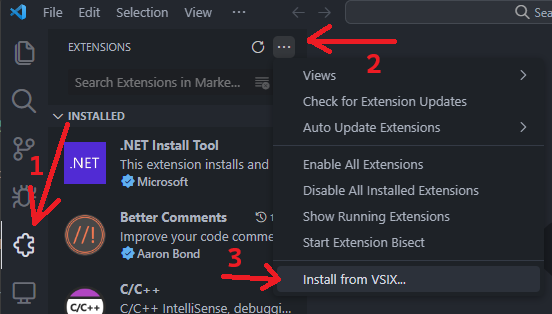 File Edit Selection View ... Sea
EXTENSIONS ...
2
Search Extensions in Marke...
Views
Check for Extension Updates
INSTALLED
Auto Update Extensions
1
.NET
.NET Install Tool
This extension installs and
Microsoft
Enable All Extensions
Disable All Installed Extensions
Show Running Extensions
Start Extension Bisect
//!
Better Comments
Improve your code comme
Aaron Bond
3
Install from VSIX...
C/C++
C/C++ IntelliSense, debuggi...